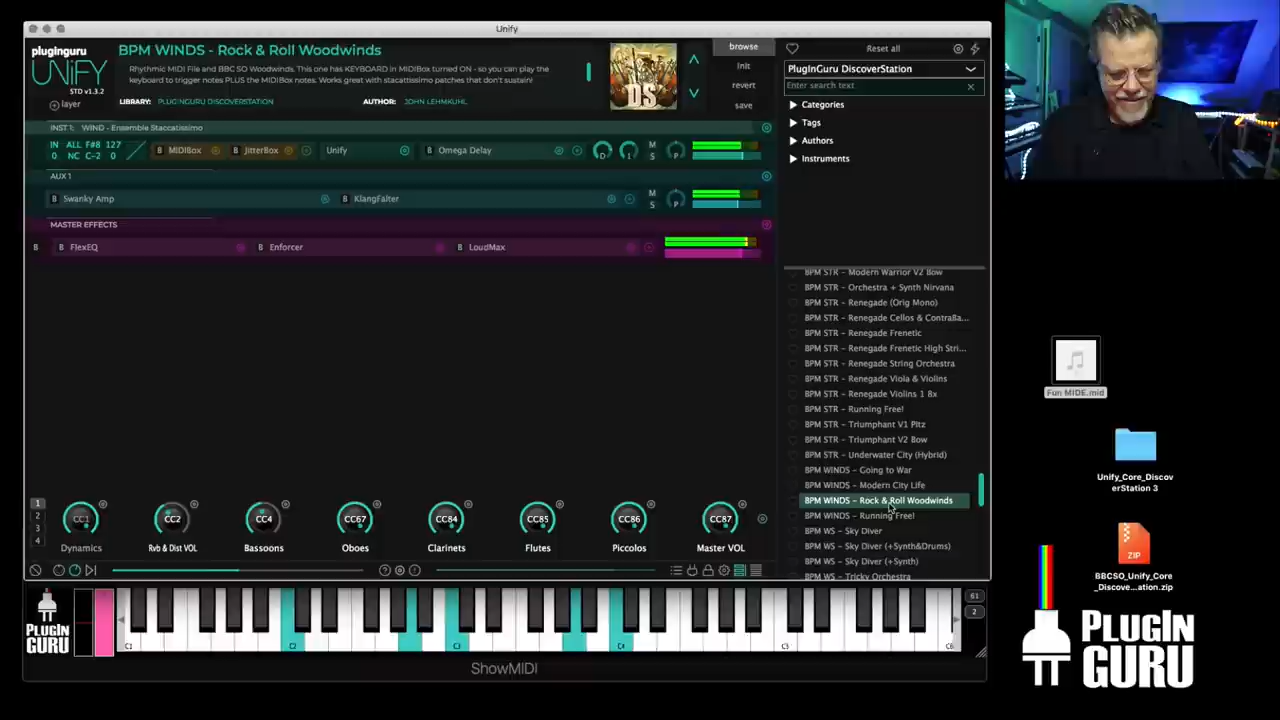 Unify
pluginguru
UNIFY
STD v1.3.2
layer
BPM WINDS - Rock & Roll Woodwinds
Rhythmic MIDI File and BBC SO Woodwinds. This one has KEYBOARD in MIDIBox turned ON - so you can play the
keyboard to trigger notes PLUS the MIDIBox notes. Works great with stacattissimo patches that don't sustain!
LIBRARY: PLUGINGURU DISCOVERSTATION AUTHOR: JOHN LEHMKUHL
DS
browse
init
revert
save
Reset all
PlugInGuru DiscoverStation
Enter search text
Categories
Tags
Authors
Instruments
INST 1: WIND - Ensemble Staccatissimo
IN ALL F#8 127
0 NC C-2 0
MIDIBox
JitterBox
Unify
Omega Delay
D
1
M
S
P
AUX 1
B Swanky Amp
B KlangFalter
M
S
P
MASTER EFFECTS
B
B FlexEQ
B Enforcer
B LoudMax
BPM STR - Modern Warrior V2 Bow
BPM STR - Orchestra + Synth Nirvana
BPM STR - Renegade (Orig Mono)
BPM STR - Renegade Cellos & ContraBa...
BPM STR - Renegade Frenetic
BPM STR - Renegade Frenetic High Stri...
BPM STR - Renegade String Orchestra
BPM STR - Renegade Viola & Violins
BPM STR - Renegade Violins 1 8x
BPM STR - Running Free!
BPM STR - Triumphant V1 Pltz
BPM STR - Triumphant V2 Bow
BPM STR - Underwater City (Hybrid)
BPM WINDS - Going to War
BPM WINDS - Modern City Life
BPM WINDS - Rock & Roll Woodwinds
BPM WINDS - Running Free!
BPM WS - Sky Diver
BPM WS - Sky Diver (+Synth&Drums)
BPM WS - Sky Diver (+Synth)
BPM WS - Tricky Orchestra
1
2
3
4
CC1
CC2
CC4
CC67
CC84
CC85
CC86
CC87
Dynamics
Rvb & Dist VOL
Bassoons
Oboes
Clarinets
Flutes
Piccolos
Master VOL
PLUGIN
GURU
C1
C2
C3
C4
C5
C6
61
2
ShowMIDI
Fun MIDE.mid
Unify_Core_Discov
erStation 3
ZIP
BBCSO_Unify_Core
_Discove...ation.zip
PLUGIN
GURU